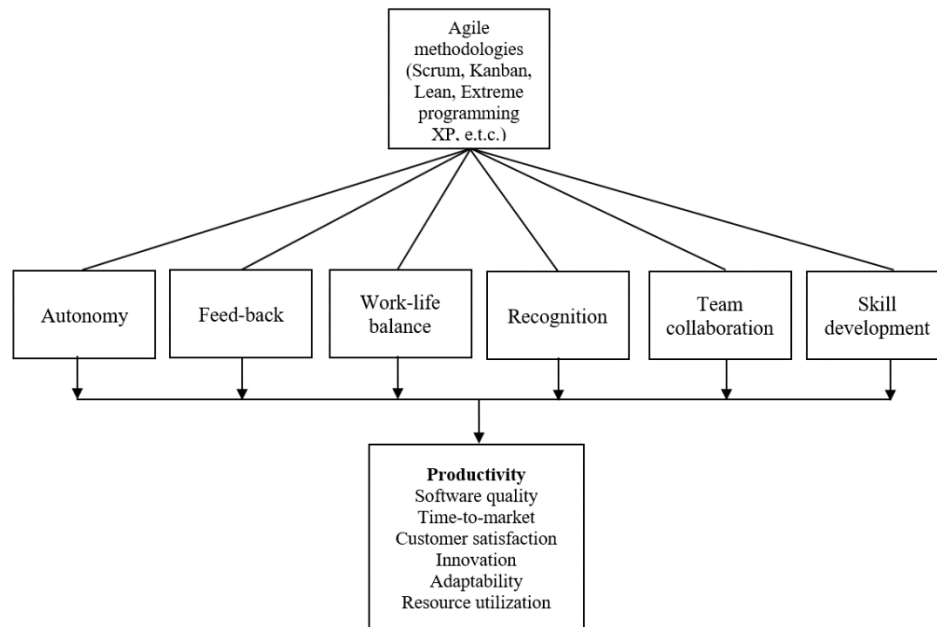 Agile
methodologies
(Scrum, Kanban,
Lean, Extreme
programming
XP, e.t.c.)
Autonomy
Feed-back
Work-life
balance
Recognition
Team
collaboration
Skill
development
Productivity
Software quality
Time-to-market
Customer satisfaction
Innovation
Adaptability
Resource utilization